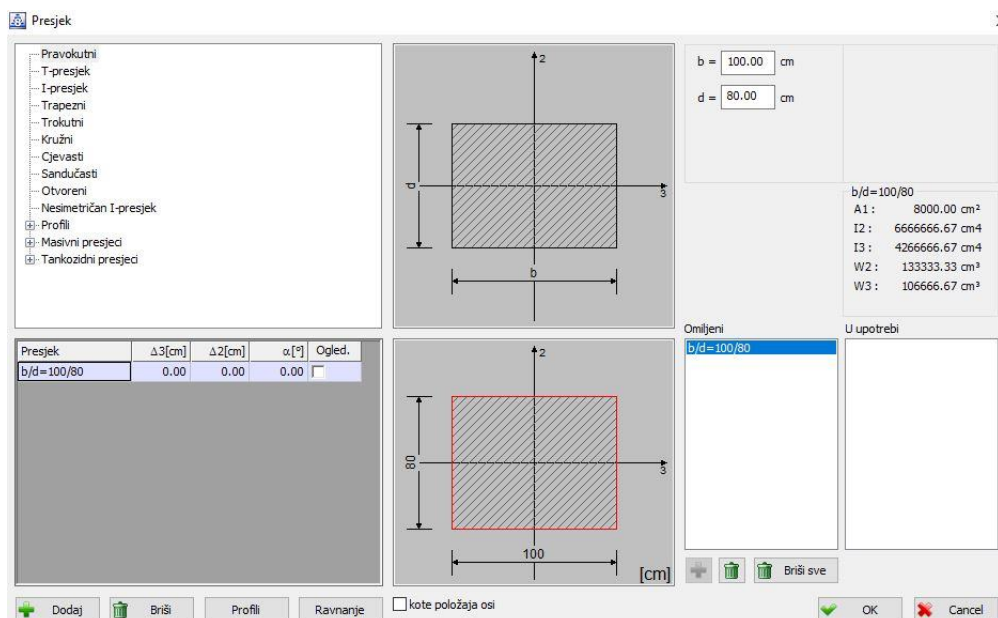 Presjek
Pravokutni
T-presjek
I-presjek
Trapezni
Trokutni
Kružni
Cjevasti
Sandučasti
Otvoreni
Nesimetričan I-presjek
Profili
Masivni presjeci
Tankozidni presjeci
2
3
d
b
b = 100.00 cm
d = 80.00 cm
b/d=100/80
A1: 8000.00 cm²
I2: 6666666.67 cm4
I3: 4266666.67 cm4
W2: 133333.33 cm³
W3: 106666.67 cm³
Presjek Δ3[cm] Δ2[cm] α[°] Ogled.
b/d=100/80 0.00 0.00 0.00
2
3
80
100
[cm]
Omiljeni
b/d=100/80
U upotrebi
Briši sve
Dodaj Briši Profili Ravnanje
kote položaja osi
OK Cancel